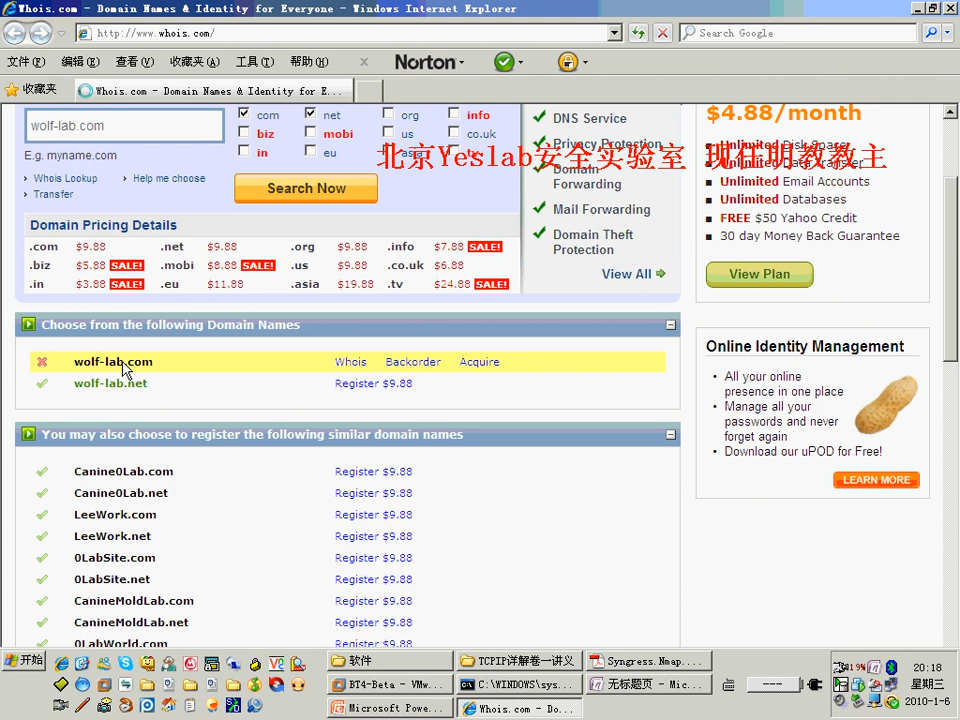 Whois.com - Domain Names & Identity for Everyone - Windows Internet Explorer
http://www.whois.com/
Search Google
文件(F) 编辑(E) 查看(V) 收藏夹(A) 工具(T) 帮助(H)
Norton
收藏夹
Whois.com - Domain Names & Identity for E...
wolf-lab.com
com net org info
biz mobi us co.uk
in eu asia tv
E.g. myname.com
北京Yeslab安全实验室 现任明教教主
Whois Lookup Help me choose
Transfer
Search Now
Domain Pricing Details
.com $9.88 .net $9.88 .org $9.88 .info $7.88 SALE!
.biz $5.88 SALE! .mobi $8.88 SALE! .us $9.88 .co.uk $6.88
.in $3.88 SALE! .eu $11.88 .asia $19.88 .tv $24.88 SALE!
DNS Service
Privacy Protection
Domain
Forwarding
Mail Forwarding
Domain Theft
Protection
View All
$4.88/month
Unlimited Disk Space
Unlimited Data Transfer
Unlimited Email Accounts
Unlimited Databases
FREE $50 Yahoo Credit
30 day Money Back Guarantee
View Plan
Choose from the following Domain Names
wolf-lab.com Whois Backorder Acquire
wolf-lab.net Register $9.88
You may also choose to register the following similar domain names
Canine0Lab.com Register $9.88
Canine0Lab.net Register $9.88
LeeWork.com Register $9.88
LeeWork.net Register $9.88
0LabSite.com Register $9.88
0LabSite.net Register $9.88
CanineMoldLab.com Register $9.88
CanineMoldLab.net Register $9.88
0LabWorld.com Register $9.88
Online Identity Management
All your online
presence in one place
Manage all your
passwords and never
forget again
Download our uPOD for Free!
LEARN MORE
开始
软件
TCPIP详解卷一讲义
Syngress.Nmap....
BT4-Beta - VMw...
C:\WINDOWS\sys...
无标题页 - Mic...
Microsoft Powe...
Whois.com - Do...
20:18
星期三
2010-1-6